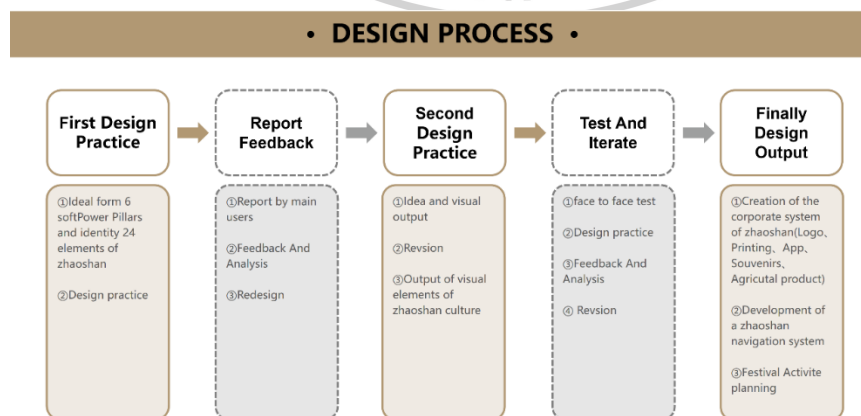 • DESIGN PROCESS •
First Design
Practice
Report
Feedback
Second
Design
Practice
Test And
Iterate
Finally
Design
Output
①Ideal form 6
softPower Pillars
and identity 24
elements of
zhaoshan
②Design practice
①Report by main
users
②Feedback And
Analysis
③Redesign
①Idea and visual
output
②Revsion
③Output of visual
elements of
zhaoshan culture
①face to face test
②Design practice
③Feedback And
Analysis
④ Revsion
①Creation of the
corporate system
of zhaoshan(Logo、
Printing、App、
Souvenirs、
Agricutal product)
②Development of
a zhaoshan
navigation system
③Festival Activite
planning